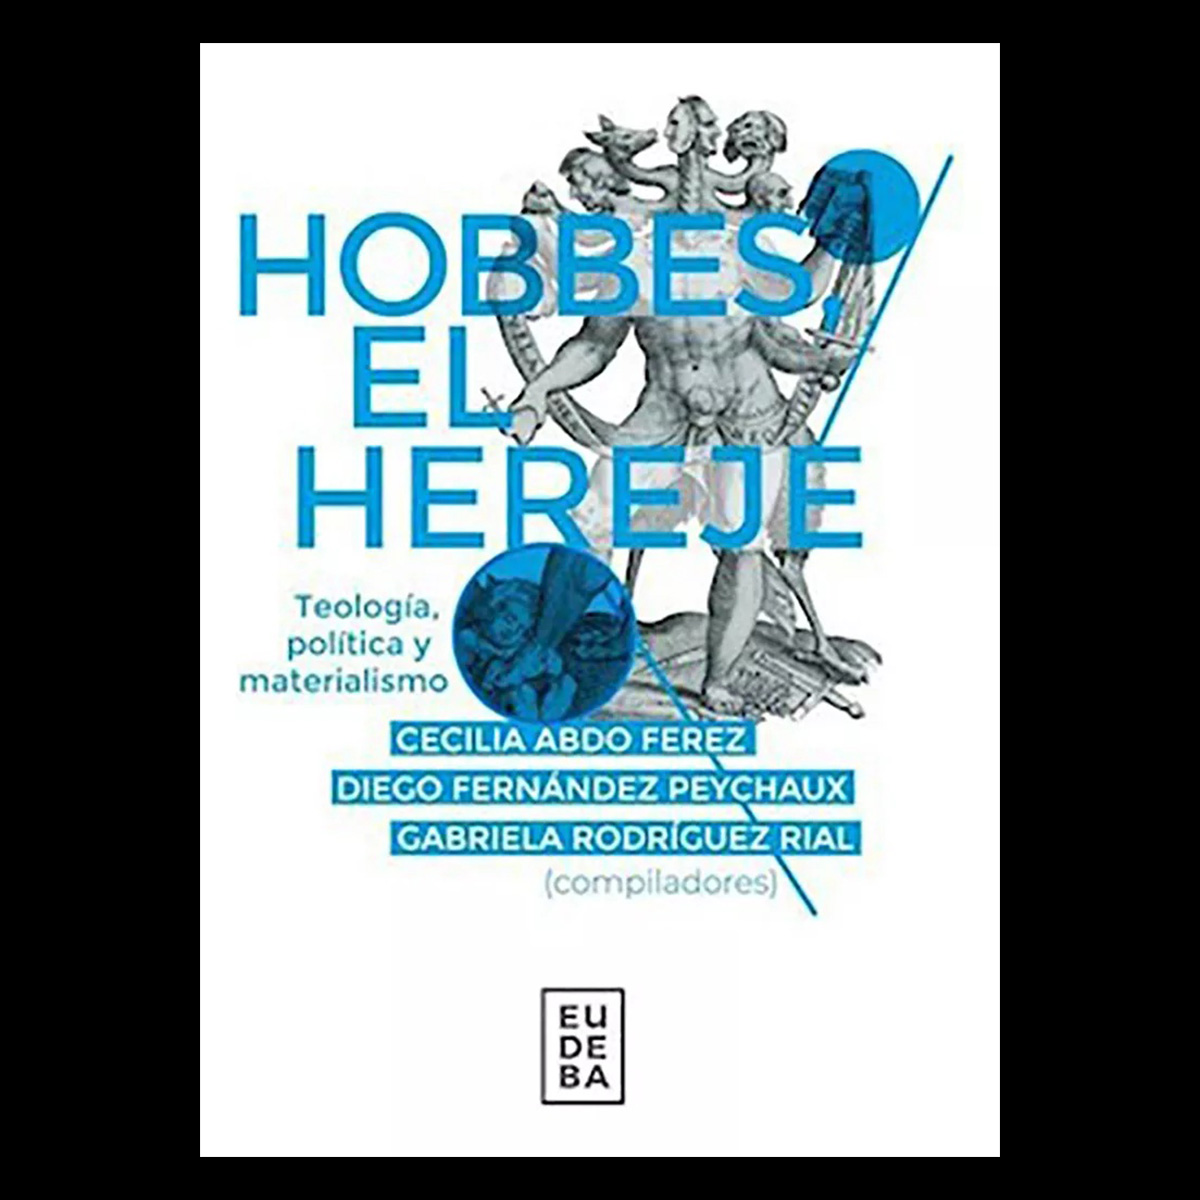 HOBBES,
EL
HEREJE
Teología,
política y
materialismo
CECILIA ABDO FEREZ
DIEGO FERNÁNDEZ PEYCHAUX
GABRIELA RODRÍGUEZ RIAL
(compiladores)
EU
DE
BA